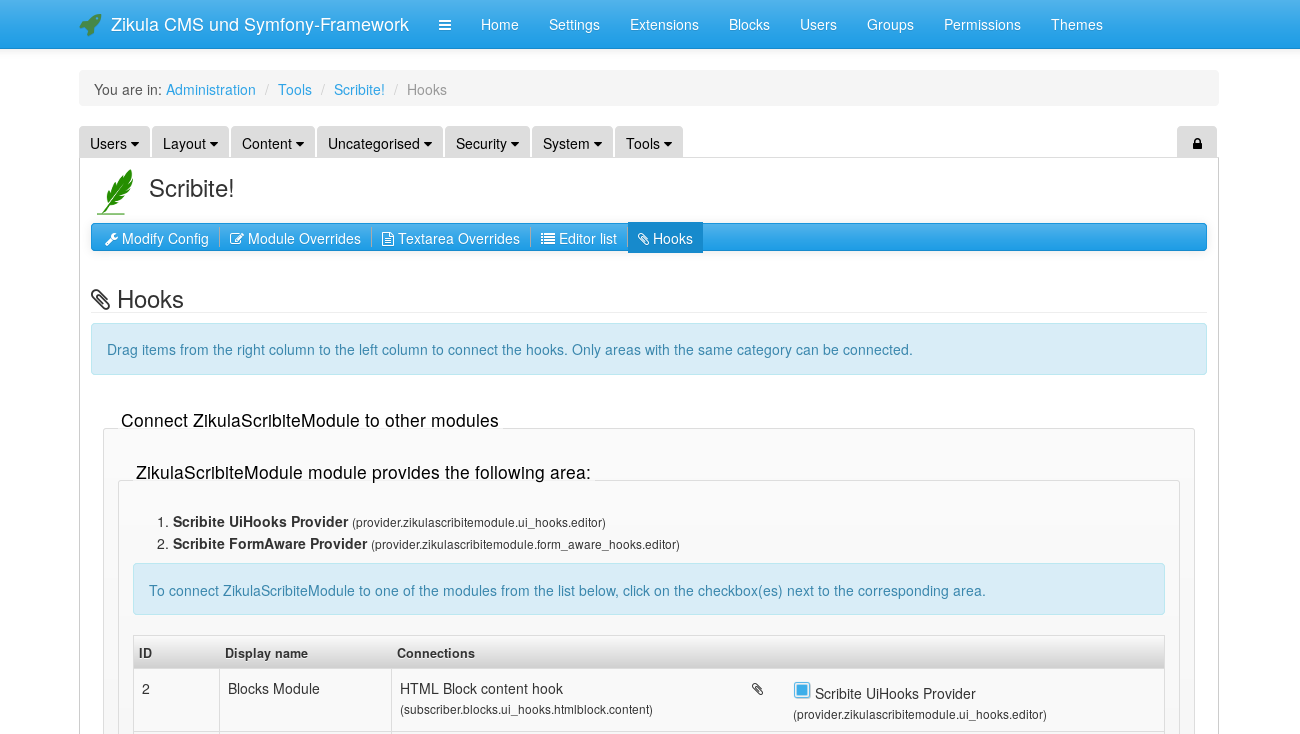 Zikula CMS und Symfony-Framework Home Settings Extensions Blocks Users Groups Permissions Themes
You are in: Administration / Tools / Scribite! / Hooks
Users Layout Content Uncategorised Security System Tools
Scribite!
Modify Config Module Overrides Textarea Overrides Editor list Hooks
Hooks
Drag items from the right column to the left column to connect the hooks. Only areas with the same category can be connected.
Connect ZikulaScribiteModule to other modules
ZikulaScribiteModule module provides the following area:
1. Scribite UiHooks Provider (provider.zikulascribitemodule.ui_hooks.editor)
2. Scribite FormAware Provider (provider.zikulascribitemodule.form_aware_hooks.editor)
To connect ZikulaScribiteModule to one of the modules from the list below, click on the checkbox(es) next to the corresponding area.
ID Display name Connections
2 Blocks Module HTML Block content hook Scribite UiHooks Provider
(subscriber.blocks.ui_hooks.htmlblock.content) (provider.zikulascribitemodule.ui_hooks.editor)